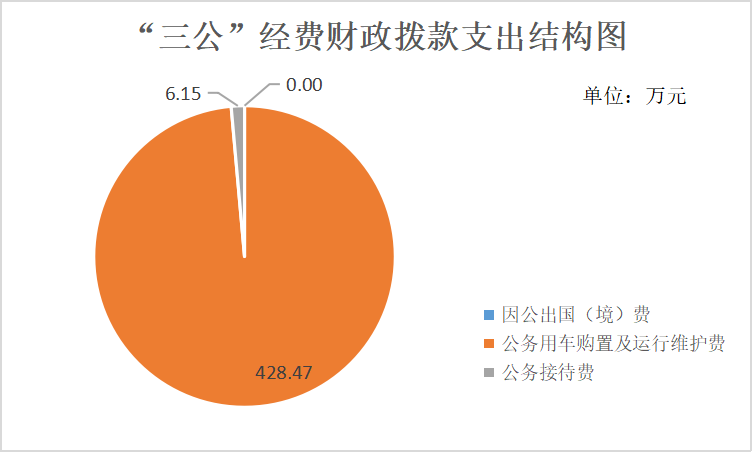 “三公”经费财政拨款支出结构图
6.15
0.00
单位：万元
428.47
因公出国（境）费
公务用车购置及运行维护费
公务接待费